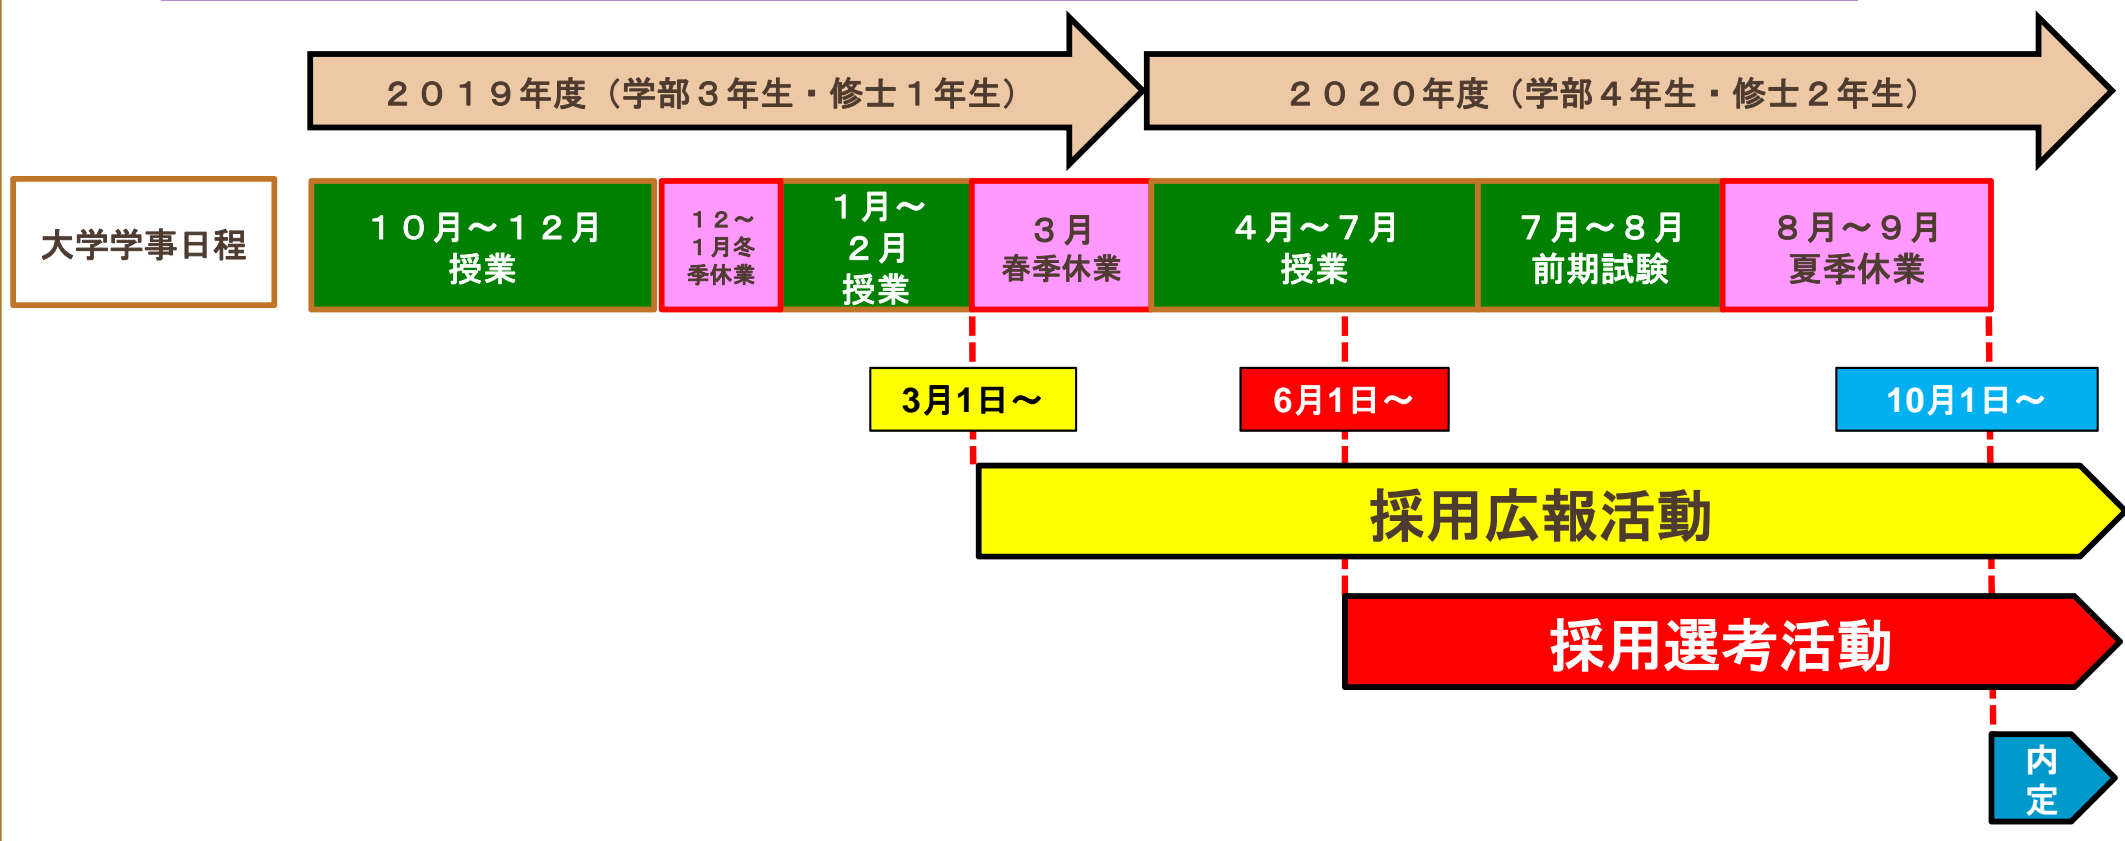 ２０１９年度（学部３年生・修士１年生）
２０２０年度（学部４年生・修士２年生）
大学学事日程
１０月～１２月
授業
１２～
１月冬
季休業
１月～
２月
授業
３月
春季休業
４月～７月
授業
７月～８月
前期試験
８月～９月
夏季休業
3月1日～
6月1日～
10月1日～
採用広報活動
採用選考活動
内
定